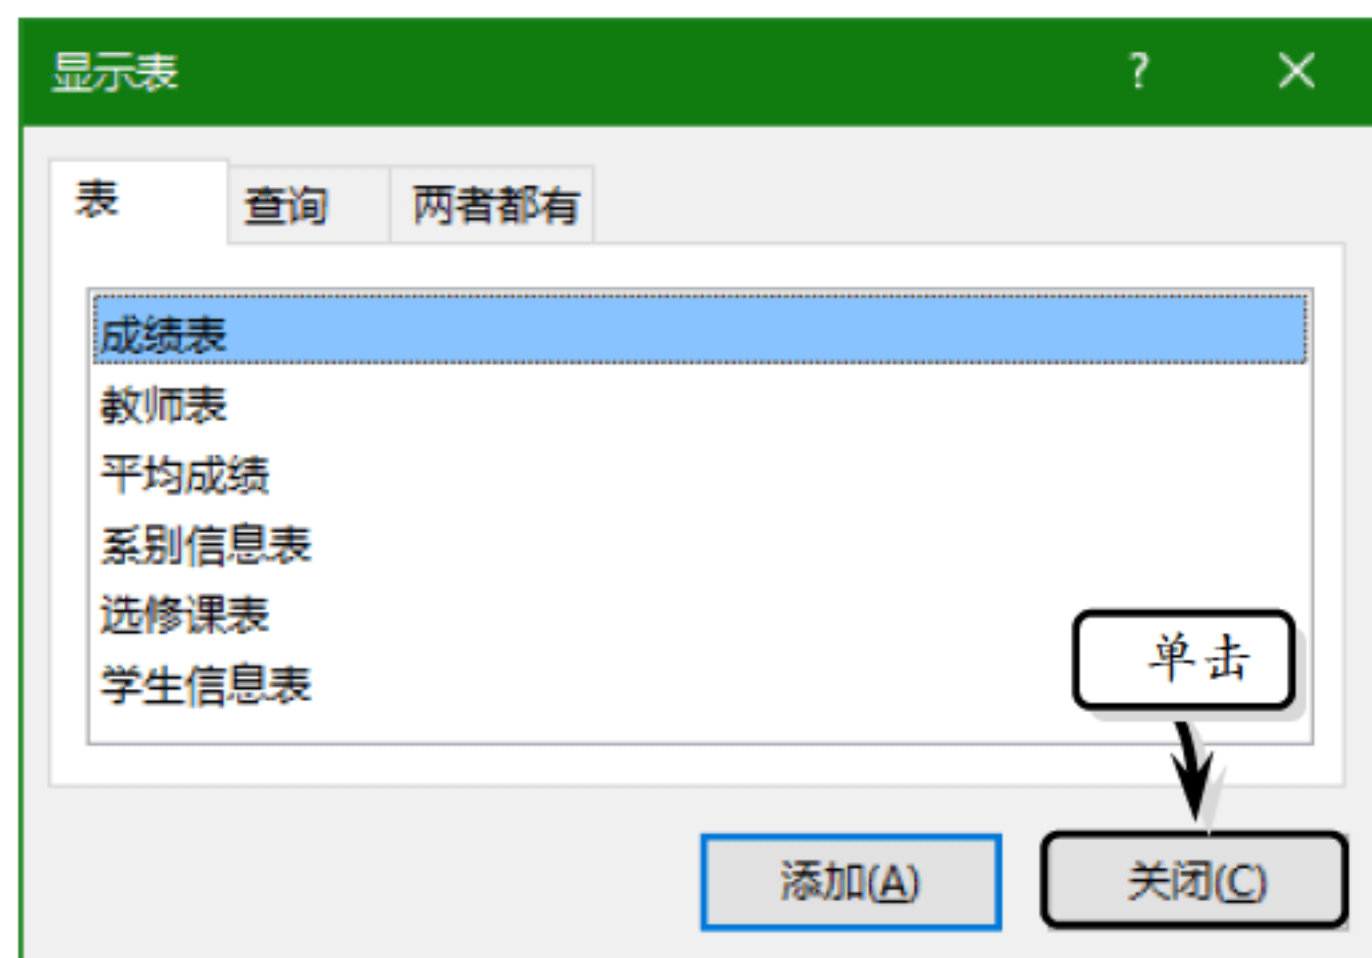 显示表 ? ×
表 查询 两者都有
成绩表
教师表
平均成绩
系别信息表
选修课表
学生信息表
单击
添加(A) 关闭(C)